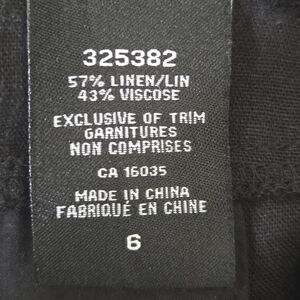 325382
57% LINEN/LIN
43% VISCOSE
EXCLUSIVE OF TRIM
GARNITURES
NON COMPRISES
CA 16035
MADE IN CHINA
FABRIQUÉ EN CHINE
6